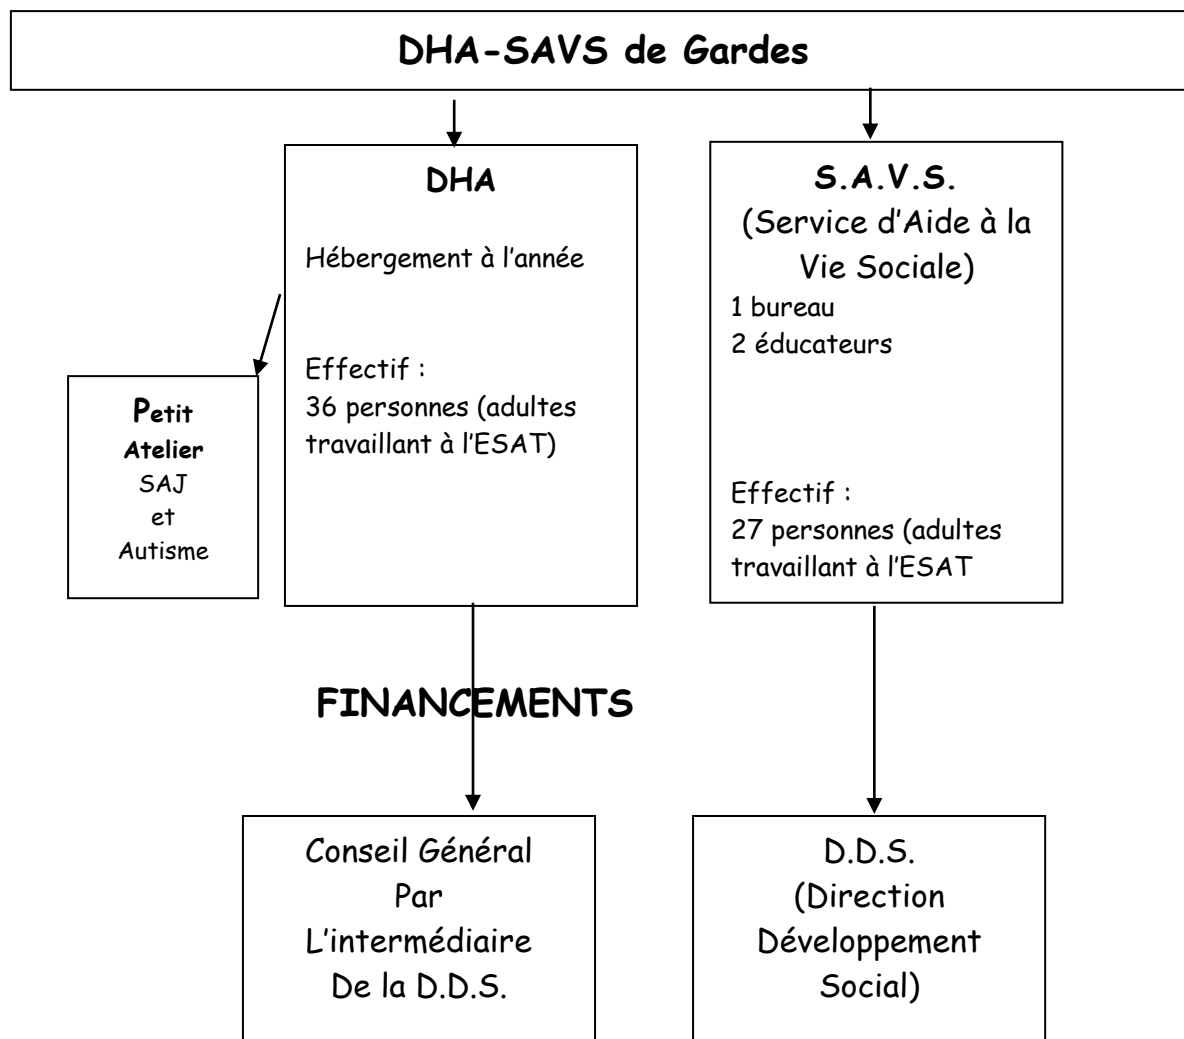 DHA-SAVS de Gardes
DHA
Hébergement à l'année
Effectif :
36 personnes (adultes
travaillant à l'ESAT)
S.A.V.S.
(Service d'Aide à la
Vie Sociale)
1 bureau
2 éducateurs
Effectif :
27 personnes (adultes
travaillant à l'ESAT
Petit
Atelier
SAJ
et
Autisme
FINANCEMENTS
Conseil Général
Par
L'intermédiaire
De la D.D.S.
D.D.S.
(Direction
Développement
Social)